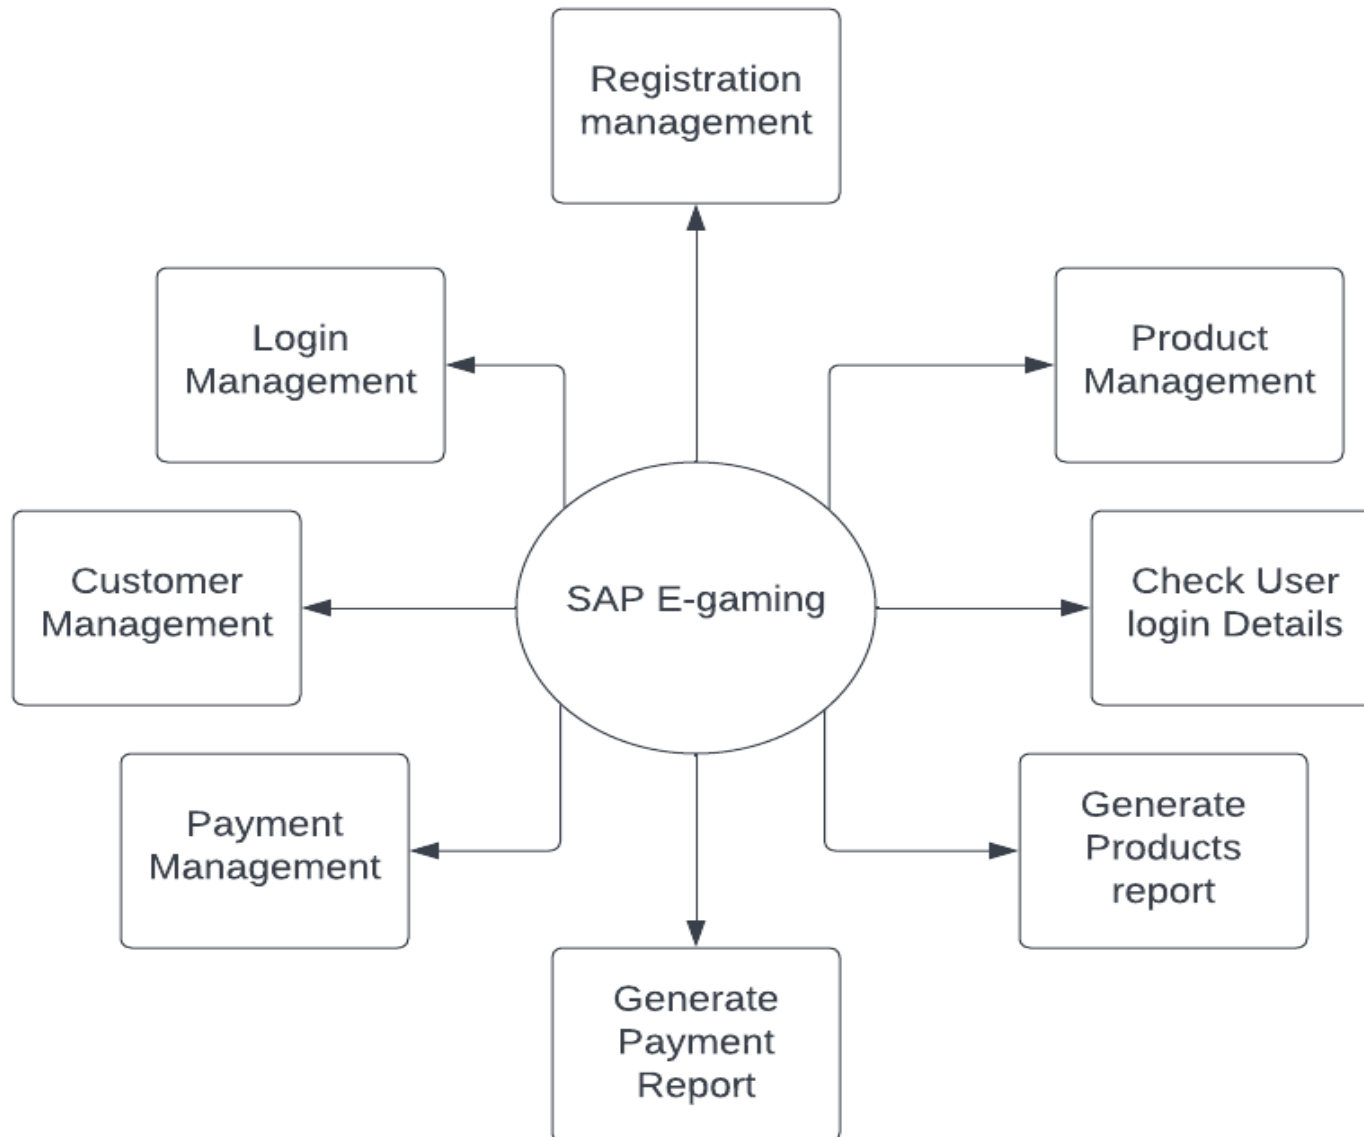 Registration
management
Login
Management
Product
Management
Customer
Management
SAP E-gaming
Check User
login Details
Payment
Management
Generate
Products
report
Generate
Payment
Report